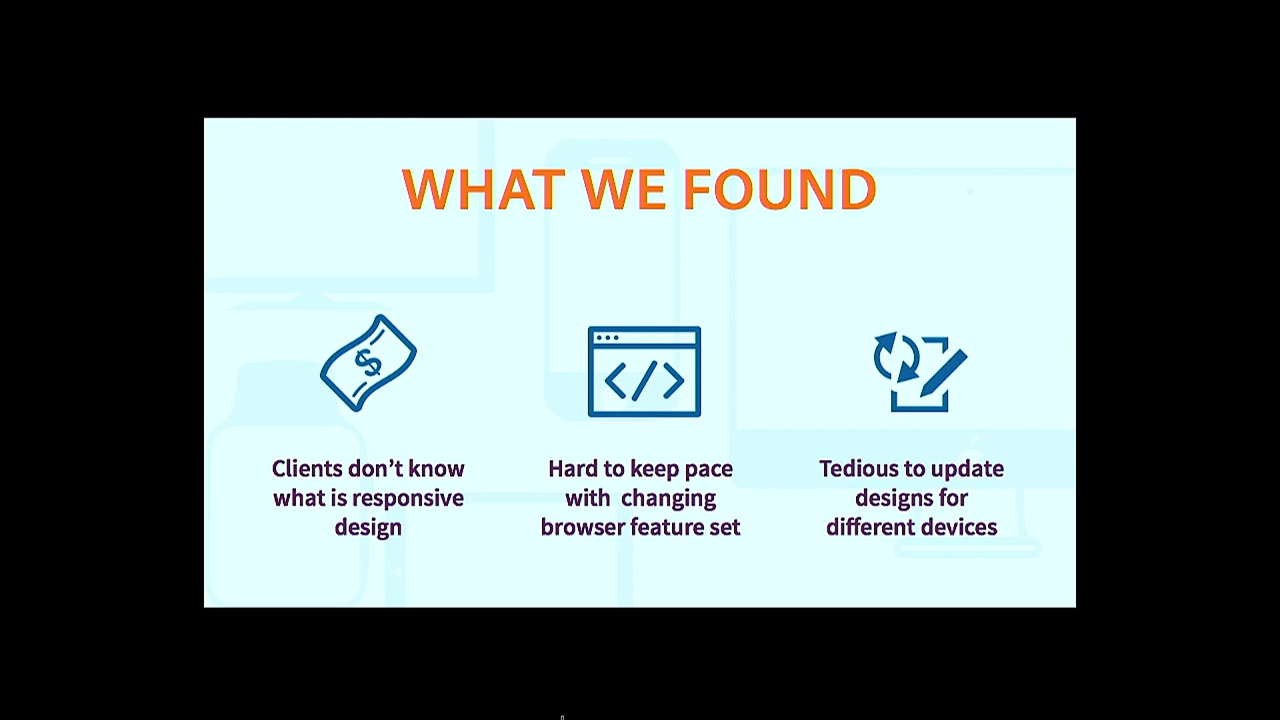 WHAT WE FOUND
$
</>
Clients don’t know
what is responsive
design
Hard to keep pace
with changing
browser feature set
Tedious to update
designs for
different devices